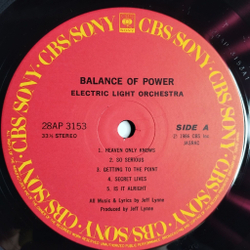 CBS SONY
BALANCE OF POWER
ELECTRIC LIGHT ORCHESTRA
28AP 3153
33⅓ STEREO
SIDE A
1. HEAVEN ONLY KNOWS
2. SO SERIOUS
3. GETTING TO THE POINT
4. SECRET LIVES
5. IS IT ALRIGHT
All Music & Lyrics by Jeff Lynne
Produced by Jeff Lynne